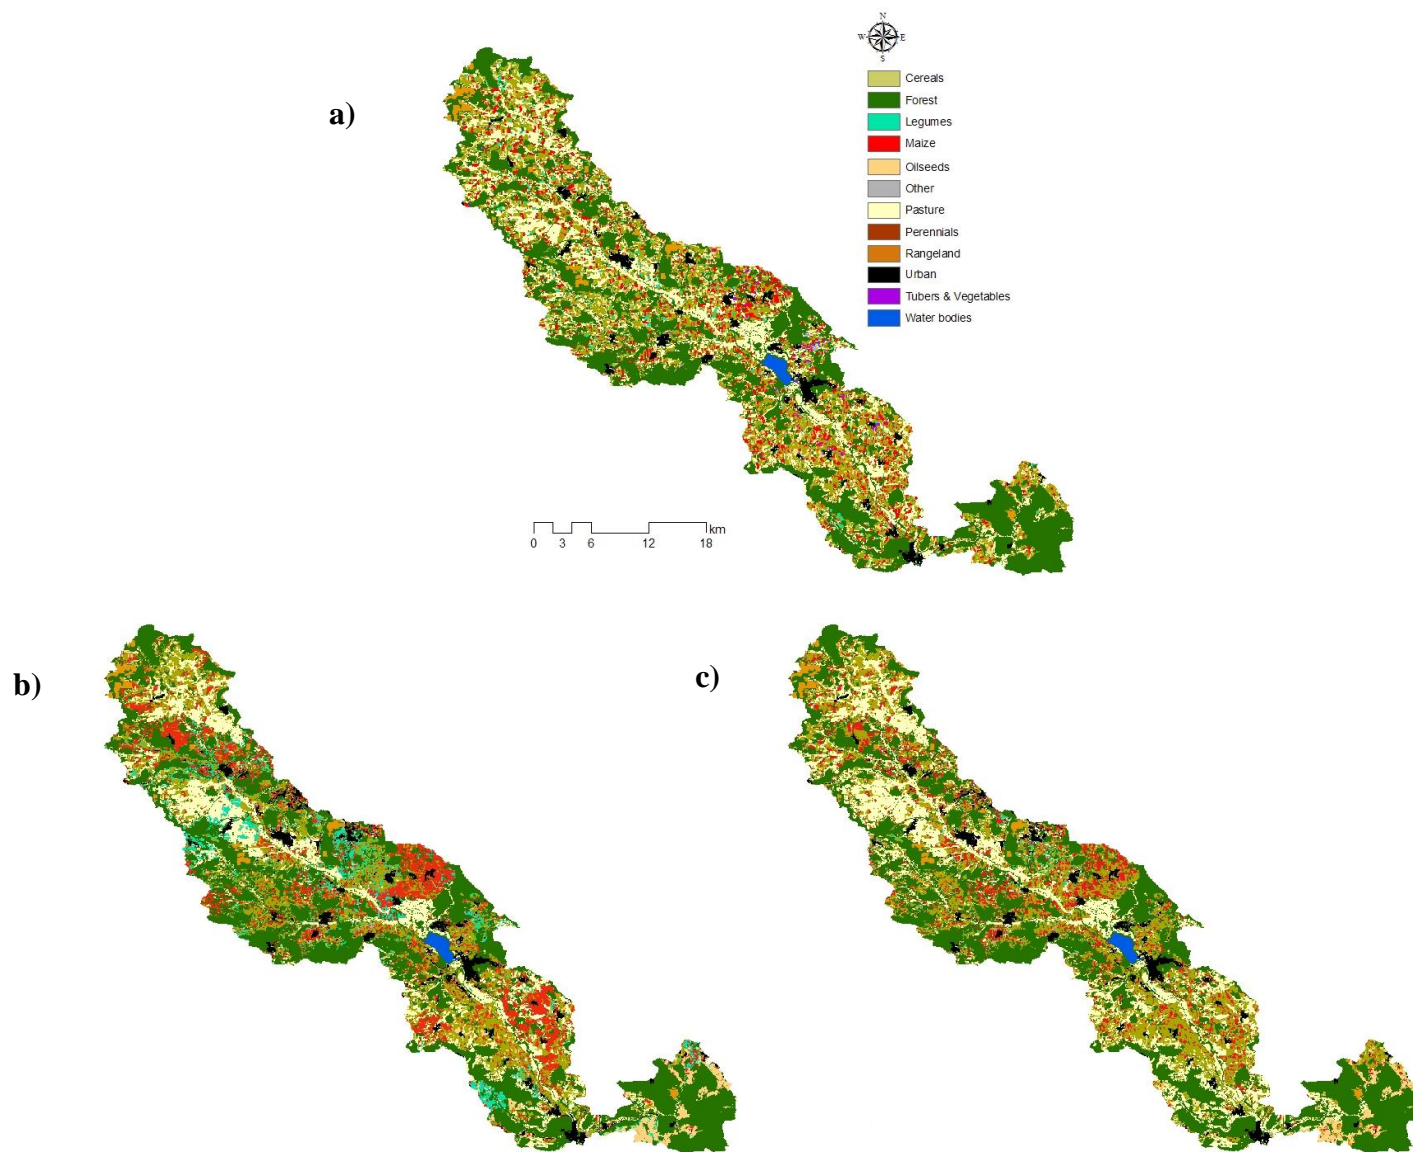 N
W E
S
a)
Cereals
Forest
Legumes
Maize
Oilseeds
Other
Pasture
Perennials
Rangeland
Urban
Tubers & Vegetables
Water bodies
km
0 3 6 12 18
b)
c)